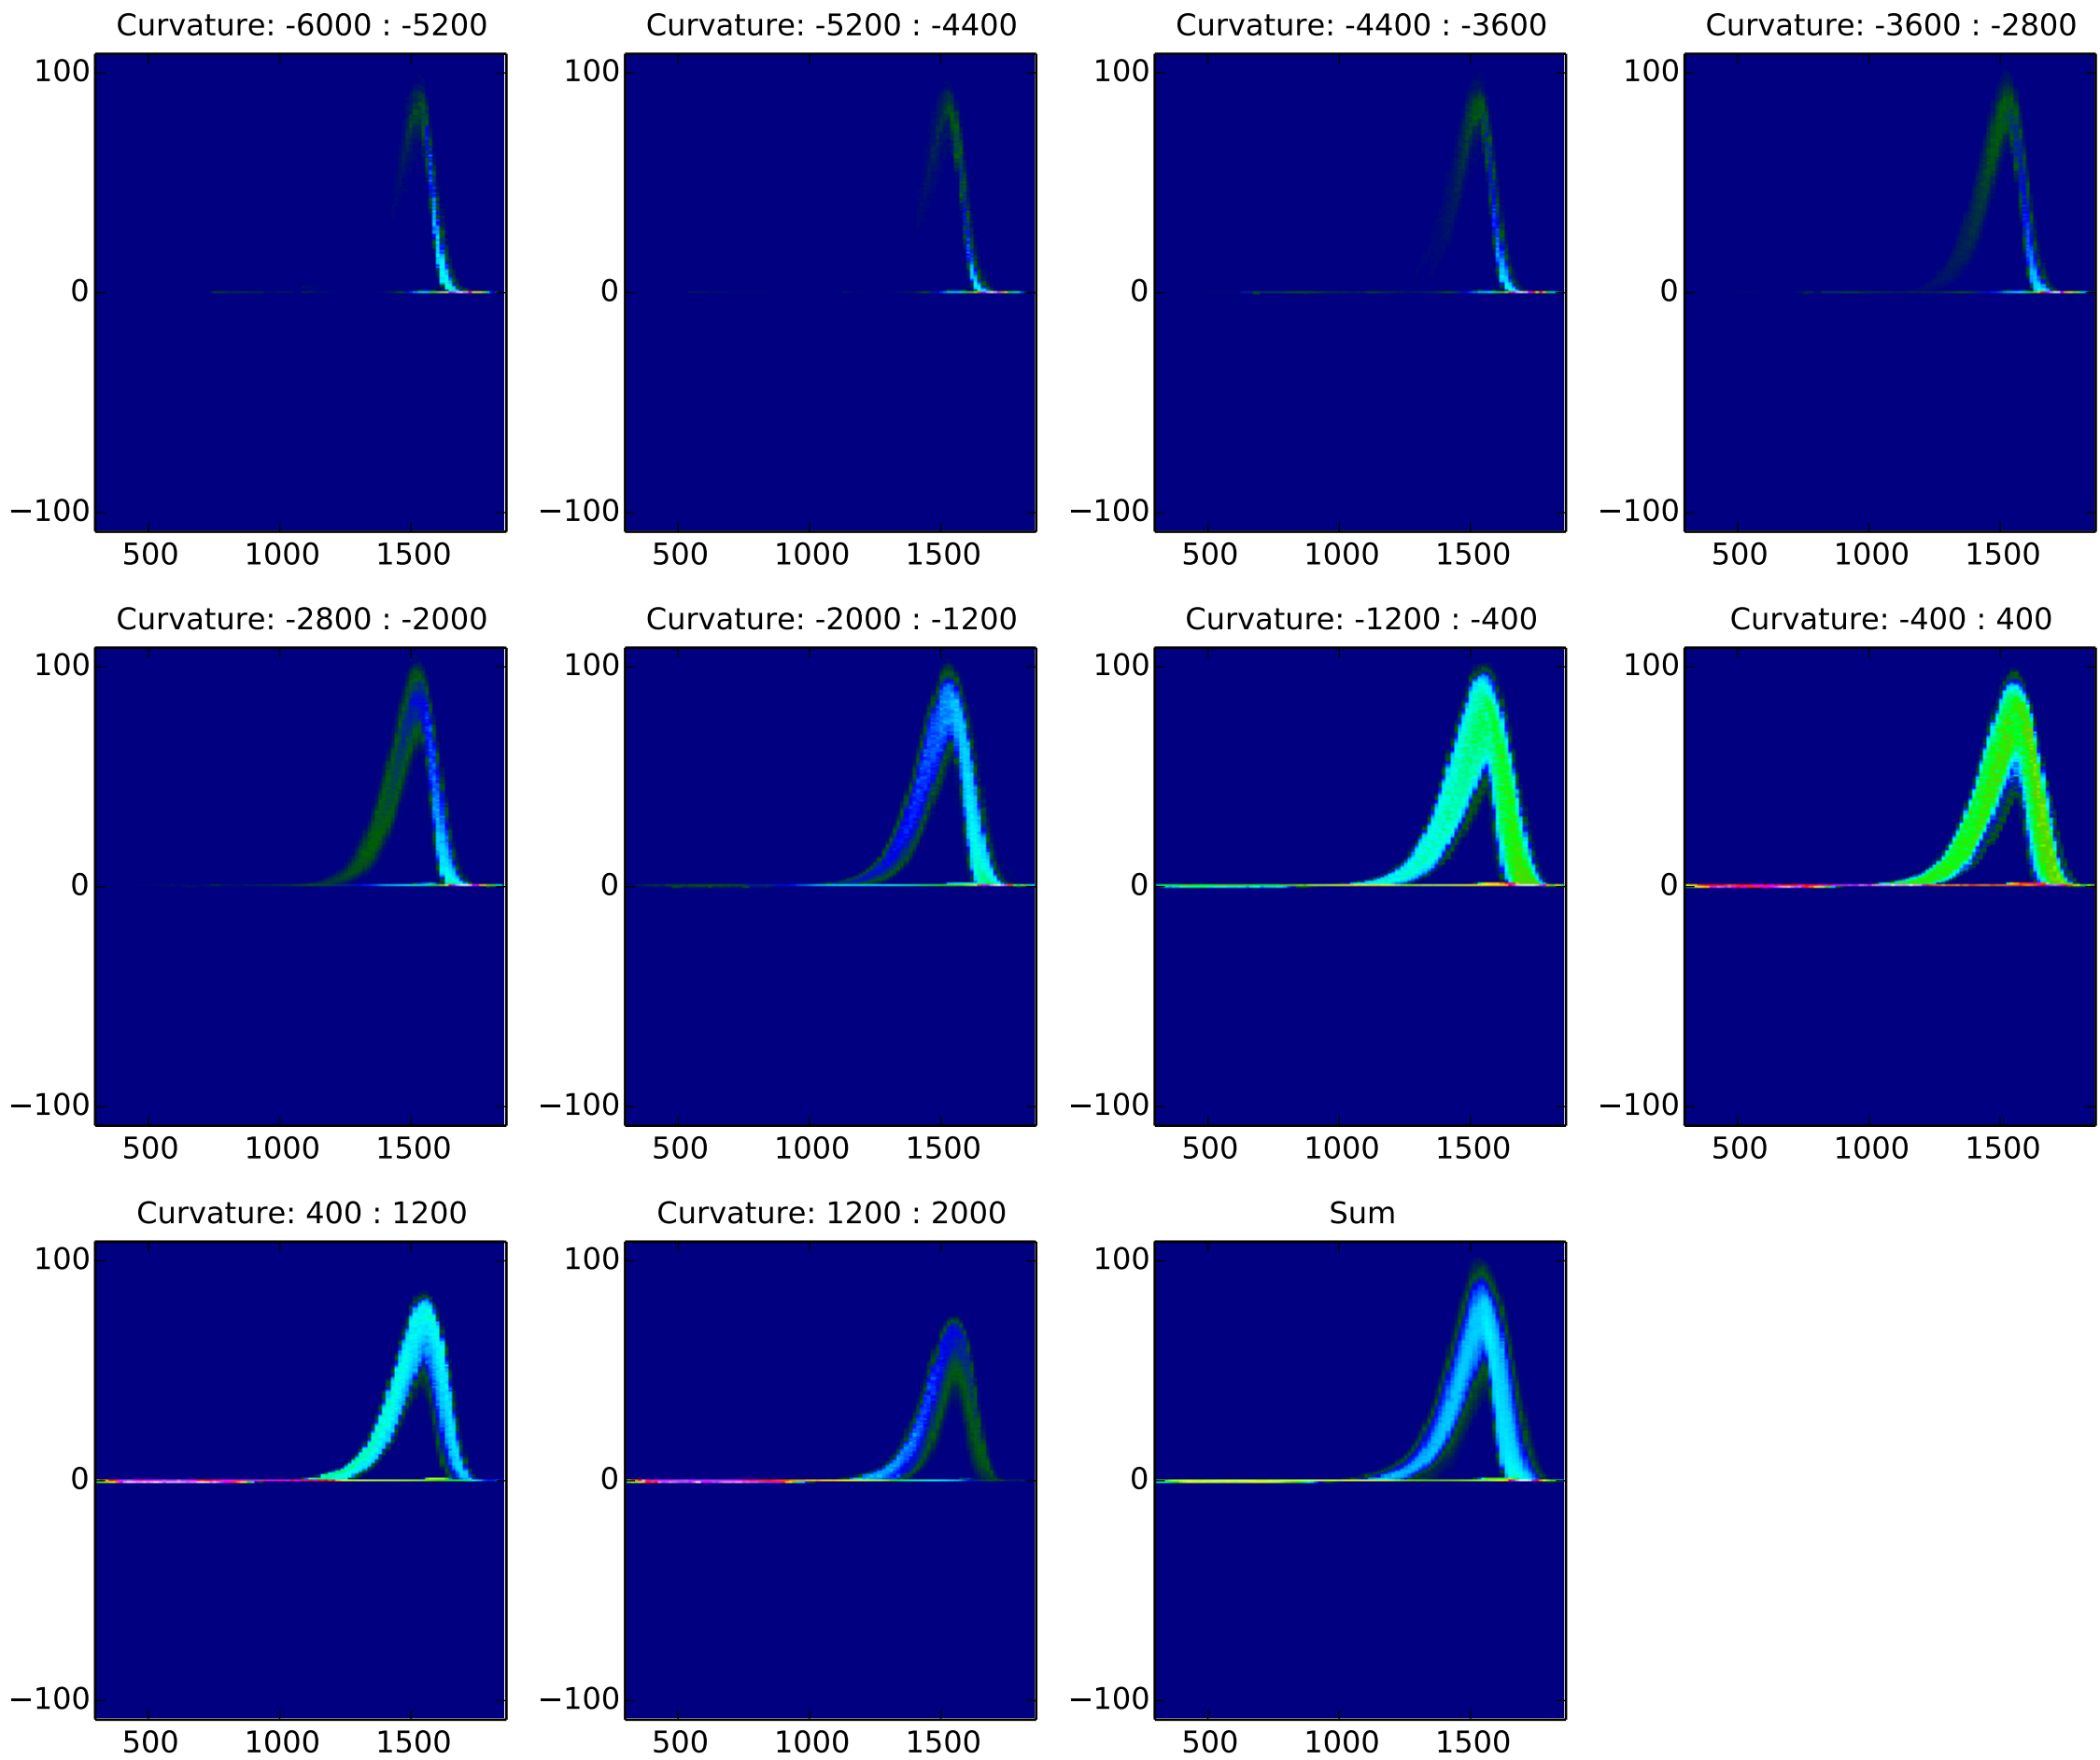 Curvature: -6000 : -5200
Curvature: -5200 : -4400
Curvature: -4400 : -3600
Curvature: -3600 : -2800
100 100 100 100
0 0 0 0
−100 −100 −100 −100
500 1000 1500 500 1000 1500 500 1000 1500 500 1000 1500
Curvature: -2800 : -2000
Curvature: -2000 : -1200
Curvature: -1200 : -400
Curvature: -400 : 400
100 100 100 100
0 0 0 0
−100 −100 −100 −100
500 1000 1500 500 1000 1500 500 1000 1500 500 1000 1500
Curvature: 400 : 1200
Curvature: 1200 : 2000
Sum
100 100 100
0 0 0
−100 −100 −100
500 1000 1500 500 1000 1500 500 1000 1500